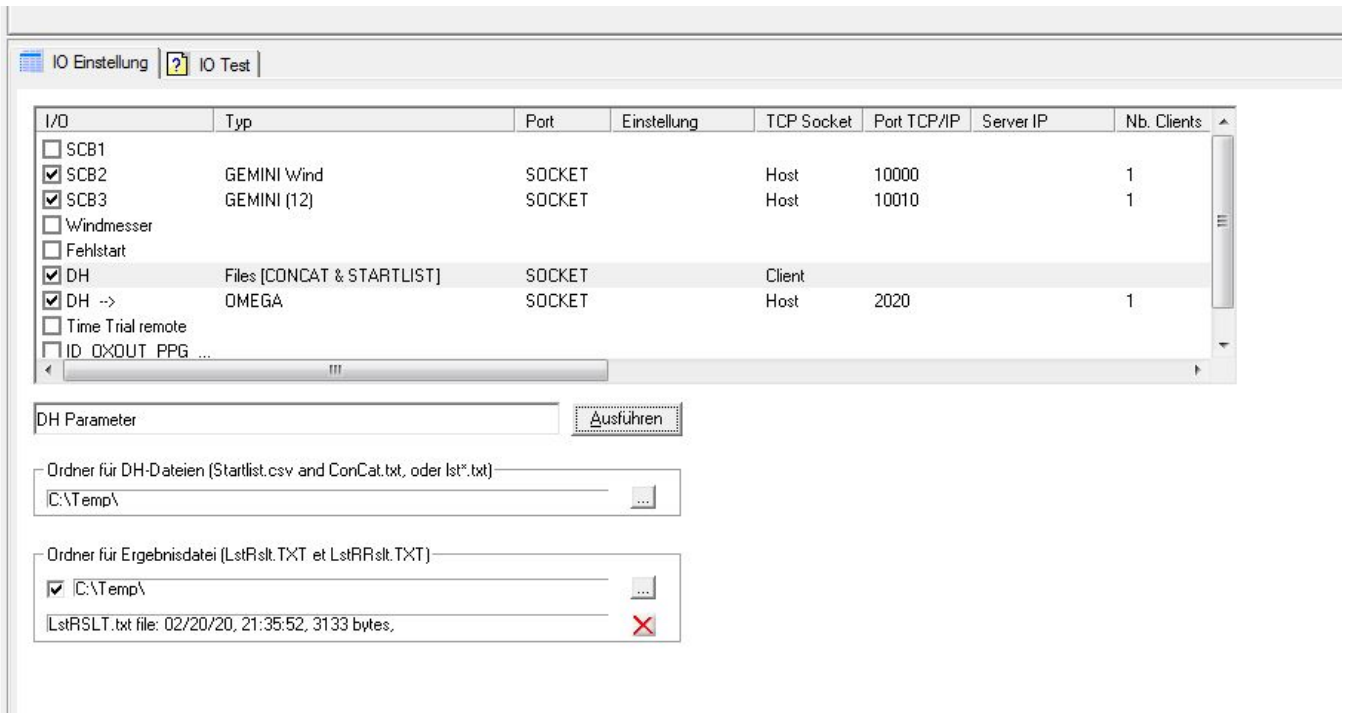 IO Einstellung IO Test
I/O Typ Port Einstellung TCP Socket Port TCP/IP Server IP Nb. Clients
SCB1
SCB2 GEMINI Wind SOCKET Host 10000 1
SCB3 GEMINI (12) SOCKET Host 10010 1
Windmesser
Fehlstart
DH Files [CONCAT & STARTLIST] SOCKET Client
DH --> OMEGA SOCKET Host 2020 1
Time Trial remote
ID_OXOUT_PPG_...
DH Parameter Ausführen
Ordner für DH-Dateien (Startlist.csv and ConCat.txt, oder lst*.txt)
C:\Temp\ ...
Ordner für Ergebnisdatei (LstRslt.TXT et LstRRslt.TXT)
C:\Temp\ ...
LstRSLT.txt file: 02/20/20, 21:35:52, 3133 bytes,